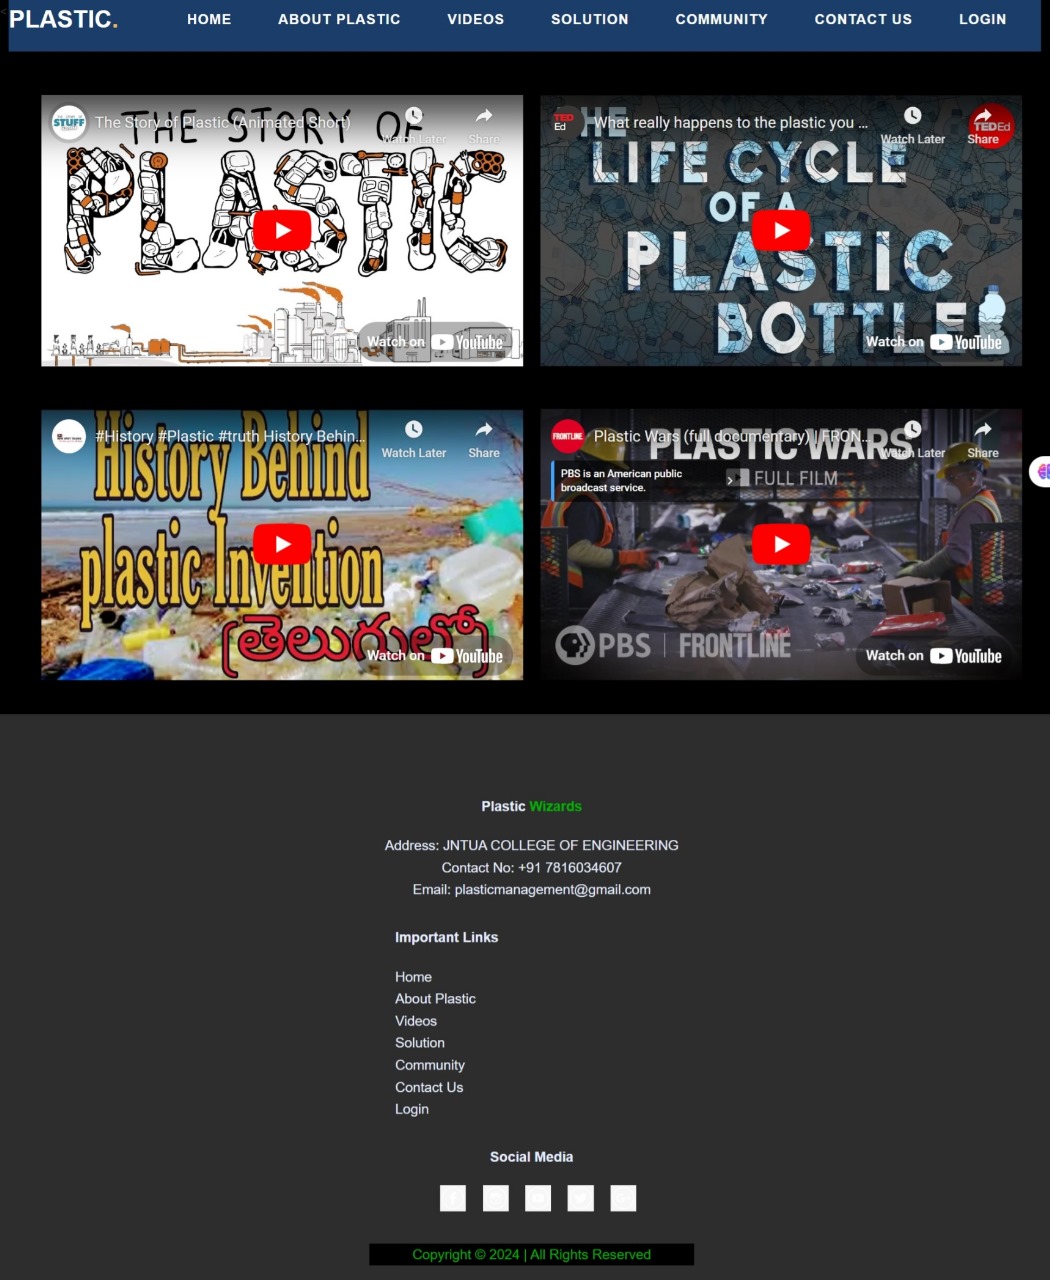 PLASTIC.
HOME ABOUT PLASTIC VIDEOS SOLUTION COMMUNITY CONTACT US LOGIN
STUFF
The Story of Plastic (Animated Short)
Watch Later Share
THE STORY OF
PLASTIC
Watch on YouTube
TED
Ed
What really happens to the plastic you ...
Watch Later Share
TEDEd
THE
LIFE CYCLE
OF A
PLASTIC
BOTTLE
Watch on YouTube
#History #Plastic #truth History Behin...
Watch Later Share
History Behind
plastic Invention
(తెలుగులో)
Watch on YouTube
FRONTLINE
Plastic Wars (full documentary) | FRON...
Watch Later Share
PLASTIC WARS
FULL FILM
PBS is an American public
broadcast service.
PBS | FRONTLINE
Watch on YouTube
Plastic Wizards
Address: JNTUA COLLEGE OF ENGINEERING
Contact No: +91 7816034607
Email: plasticmanagement@gmail.com
Important Links
Home
About Plastic
Videos
Solution
Community
Contact Us
Login
Social Media
Copyright © 2024 | All Rights Reserved